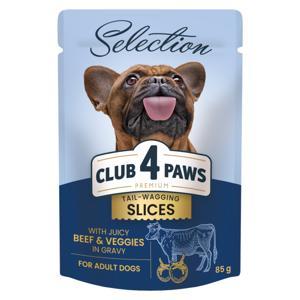 Selection
CLUB 4 PAWS
PREMIUM
TAIL-WAGGING
SLICES
WITH JUICY
BEEF & VEGGIES
IN GRAVY
FOR ADULT DOGS
85 g